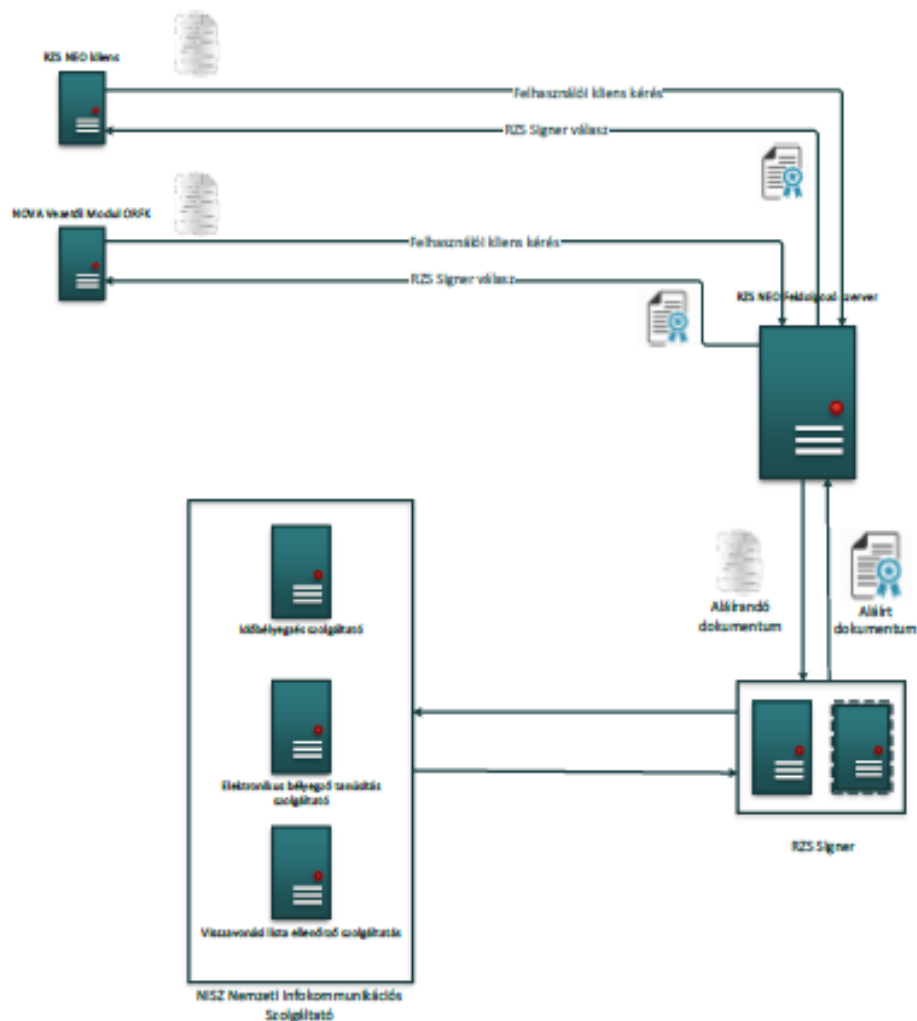 RZS NEO kliens
Felhasználói kliens kérés
RZS Signer válasz
NOVA Vezetői Modul ORFK
Felhasználói kliens kérés
RZS Signer válasz
RZS NEO Feldolgozó szerver
Időbélyegzés szolgáltató
Aláírandó
dokumentum
Aláírt
dokumentum
Elektronikus bélyegző tanúsítás
szolgáltató
RZS Signer
Visszavonási lista ellenőrző szolgáltatás
NISZ Nemzeti Infokommunikációs
Szolgáltató